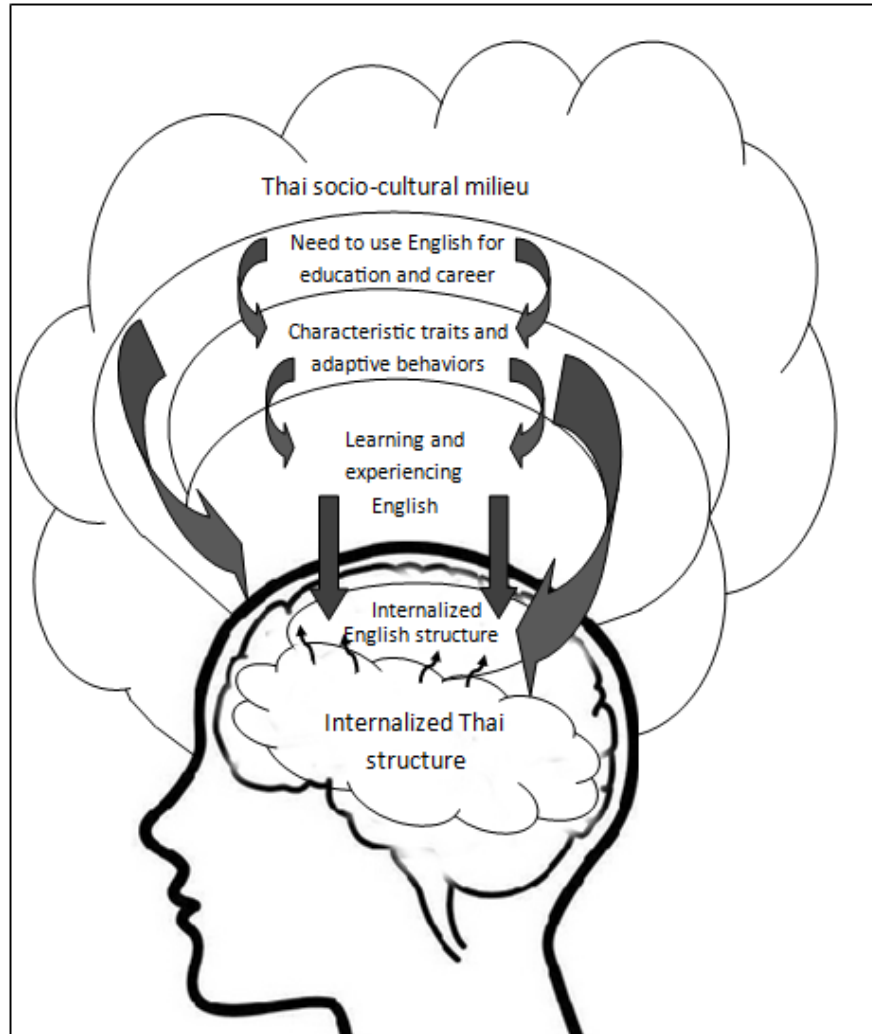 Thai socio-cultural milieu
Need to use English for
education and career
Characteristic traits and
adaptive behaviors
Learning and
experiencing
English
Internalized
English structure
Internalized Thai
structure